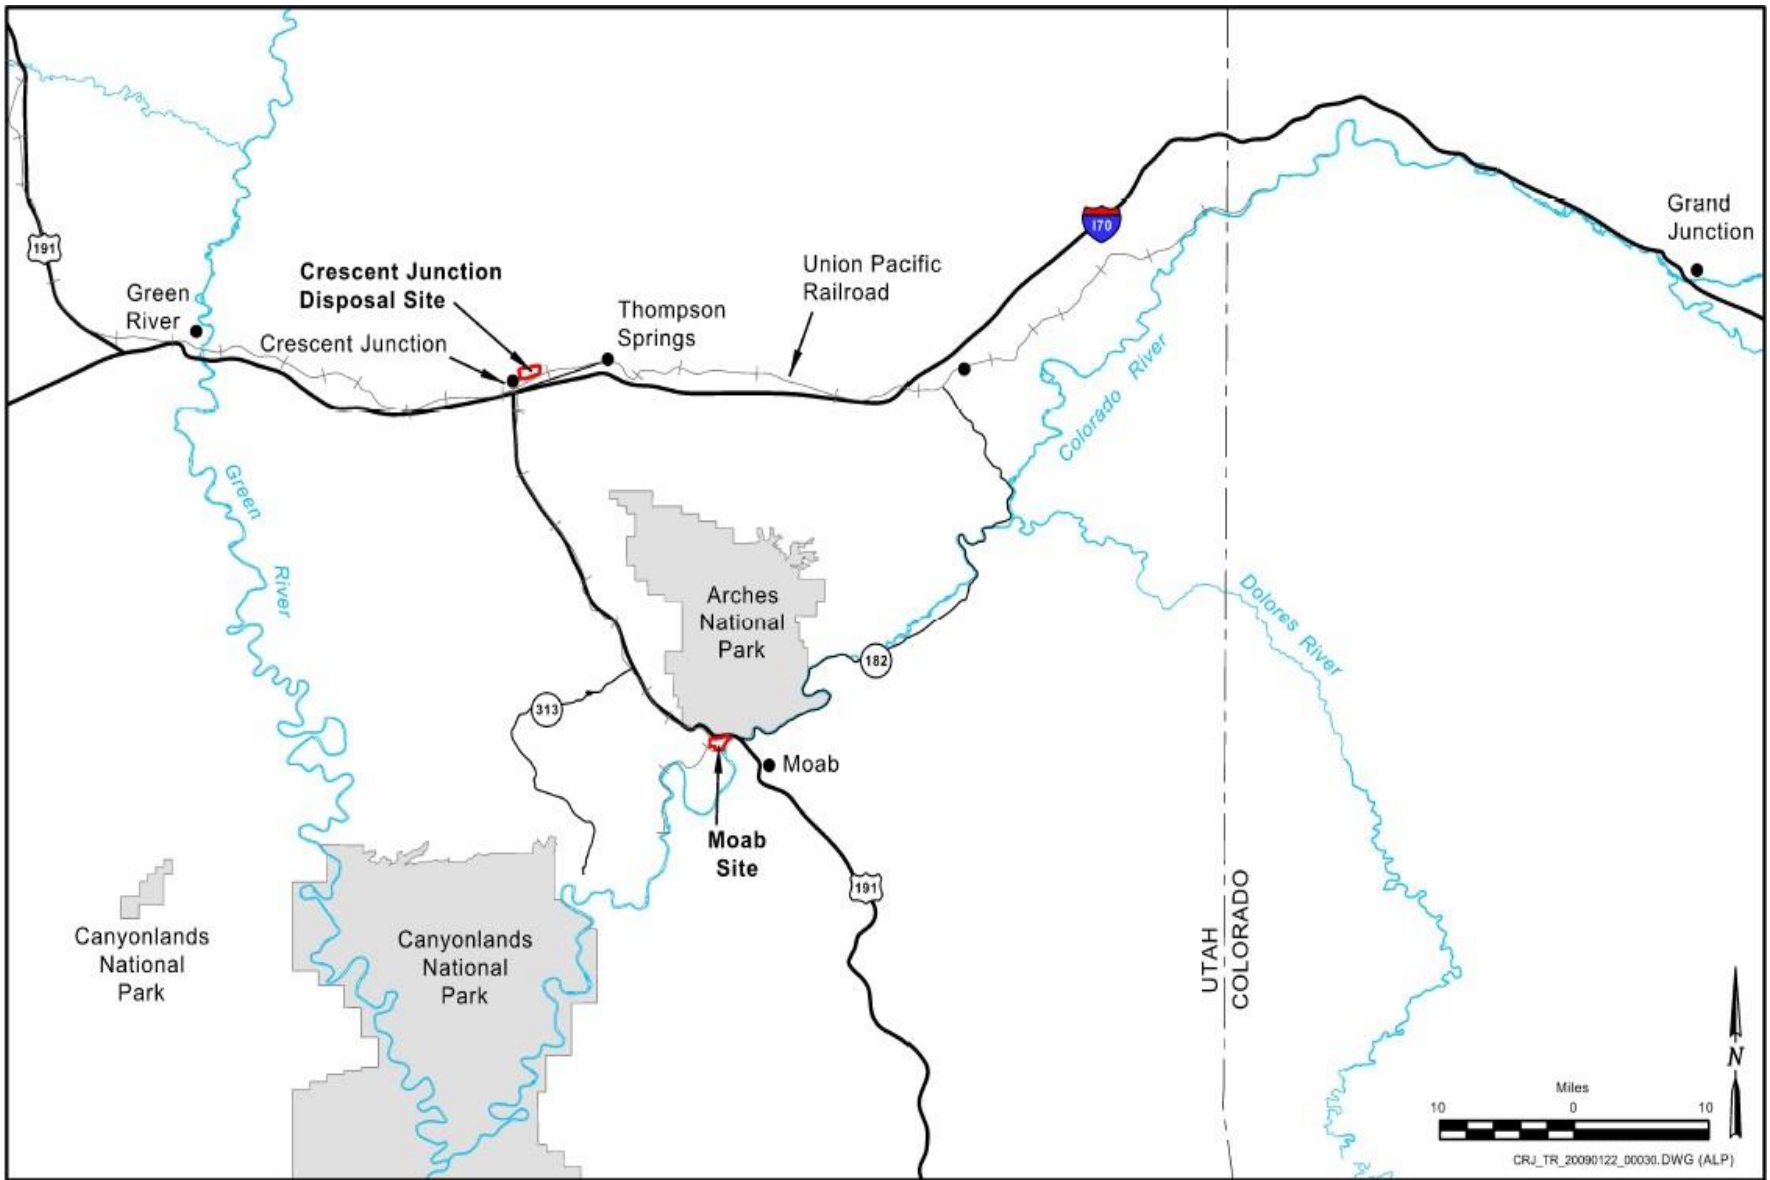 191
Green
River
Crescent Junction
Disposal Site
Crescent Junction
Thompson
Springs
Union Pacific
Railroad
I70
Grand
Junction
Colorado River
Green
River
Arches
National
Park
Dolores River
182
313
Moab
Moab
Site
191
Canyonlands
National
Park
Canyonlands
National
Park
UTAH
COLORADO
N
Miles
10 0 10
CRJ_TR_20090122_00030.DWG (ALP)